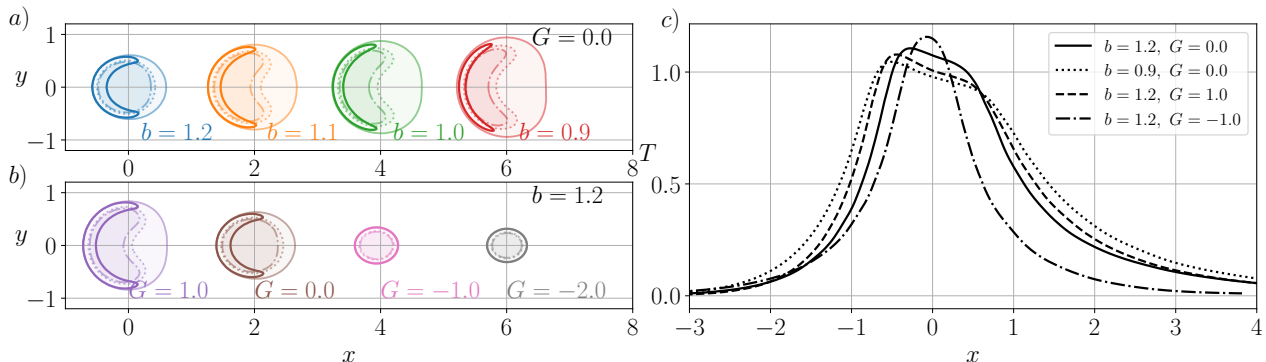 a)
1
0
−1
y
G = 0.0
b = 1.2
b = 1.1
b = 1.0
b = 0.9
0
2
4
6
8
b)
1
0
−1
y
b = 1.2
G = 1.0
G = 0.0
G = −1.0
G = −2.0
0
2
4
6
8
x
c)
1.0
0.5
0.0
T
b = 1.2, G = 0.0
b = 0.9, G = 0.0
b = 1.2, G = 1.0
b = 1.2, G = −1.0
−3
−2
−1
0
1
2
3
4
x